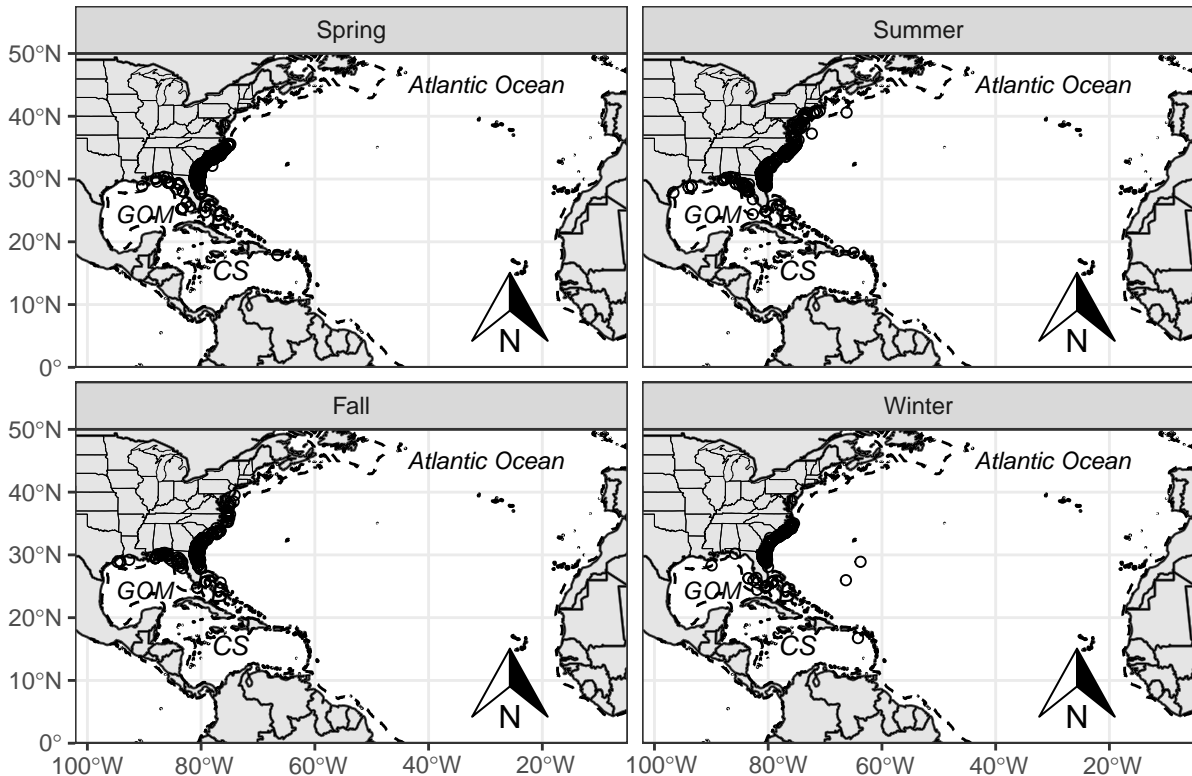 Spring
Summer
50°N
40°N
30°N
20°N
10°N
0°
Atlantic Ocean
GOM
CS
N
Atlantic Ocean
GOM
CS
N
Fall
Winter
50°N
40°N
30°N
20°N
10°N
0°
Atlantic Ocean
GOM
CS
N
Atlantic Ocean
GOM
CS
N
100°W 80°W 60°W 40°W 20°W
100°W 80°W 60°W 40°W 20°W